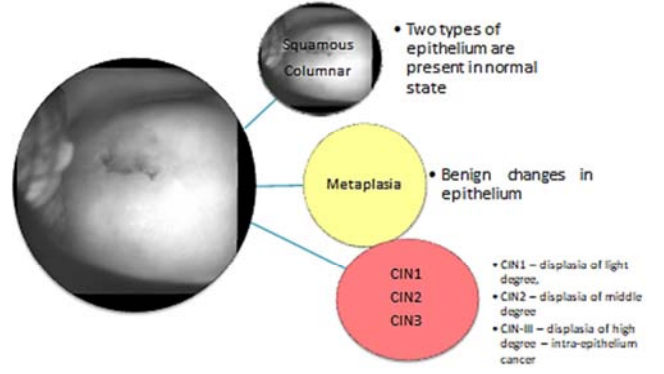 Squamous
Columnar
• Two types of
epithelium are
present in normal
state
Metaplasia
• Benign changes in
epithelium
CIN1
CIN2
CIN3
• CIN1 – displasia of light
degree,
• CIN2 – displasia of middle
degree
• CIN-III – displasia of high
degree – intra-epithelium
cancer